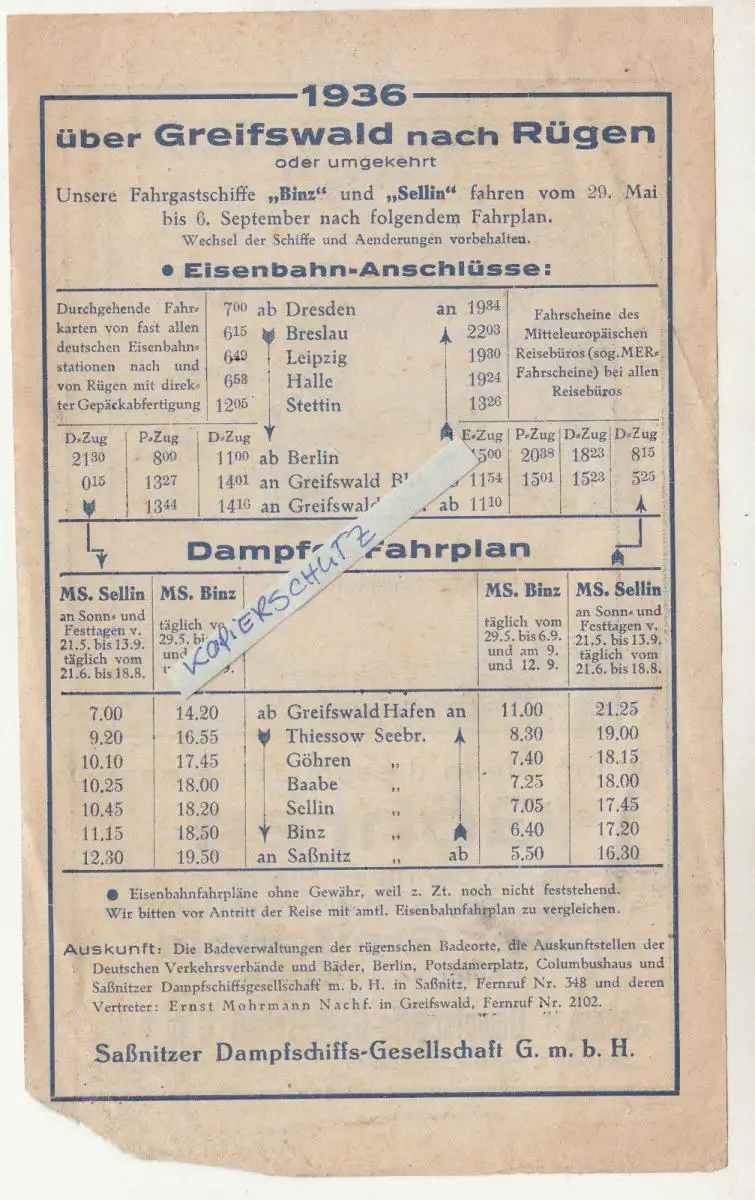 1936
über Greifswald nach Rügen
oder umgekehrt
Unsere Fahrgastschiffe „Binz“ und „Sellin“ fahren vom 29. Mai
bis 6. September nach folgendem Fahrplan.
Wechsel der Schiffe und Aenderungen vorbehalten.
• Eisenbahn-Anschlüsse:
Durchgehende Fahr-
karten von fast allen
deutschen Eisenbahn-
stationen nach und
von Rügen mit direk-
ter Gepäckabfertigung
700 ab Dresden an 1934
615 Breslau 2203
649 Leipzig 1930
658 Halle 1924
1205 Stettin 1326
Fahrscheine des
Mitteleuropäischen
Reisebüros (sog.MER-
Fahrscheine) bei allen
Reisebüros
D-Zug P-Zug D-Zug E-Zug P-Zug D-Zug D-Zug
2130 809 1100 ab Berlin 1500 2038 1823 815
015 1327 1401 an Greifswald 1154 1501 1523 525
1344 1416 an Greifswald ab 1110
Dampfer-Fahrplan
KOPIERSCHUTZ
MS. Sellin
an Sonn- und
Festtagen v.
21.5. bis 13.9.
täglich vom
21.6. bis 18.8.
MS. Binz
täglich
29.5.
und
MS. Binz
täglich vom
29.5. bis 6.9.
und am 9.
und 12. 9.
MS. Sellin
an Sonn- und
Festtagen v.
21.5. bis 13.9.
täglich vom
21.6. bis 18.8.
7.00 14.20 ab Greifswald Hafen an 11.00 21.25
9.20 16.55 Thiessow Seebr. 8.30 19.00
10.10 17.45 Göhren „ 7.40 18.15
10.25 18.00 Baabe „ 7.25 18.00
10.45 18.20 Sellin „ 7.05 17.45
11.15 18.50 Binz „ 6.40 17.20
12.30 19.50 an Saßnitz „ ab 5.50 16.30
● Eisenbahnfahrpläne ohne Gewähr, weil z. Zt. noch nicht feststehend.
Wir bitten vor Antritt der Reise mit amtl. Eisenbahnfahrplan zu vergleichen.
Auskunft: Die Badeverwaltungen der rügenschen Badeorte, die Auskunftstellen der
Deutschen Verkehrsverbände und Bäder, Berlin, Potsdamerplatz, Columbushaus und
Saßnitzer Dampfschiffsgesellschaft m. b. H. in Saßnitz, Fernruf Nr. 348 und deren
Vertreter: Ernst Mohrmann Nachf. in Greifswald, Fernruf Nr. 2102.
Saßnitzer Dampfschiffs-Gesellschaft G. m. b. H.